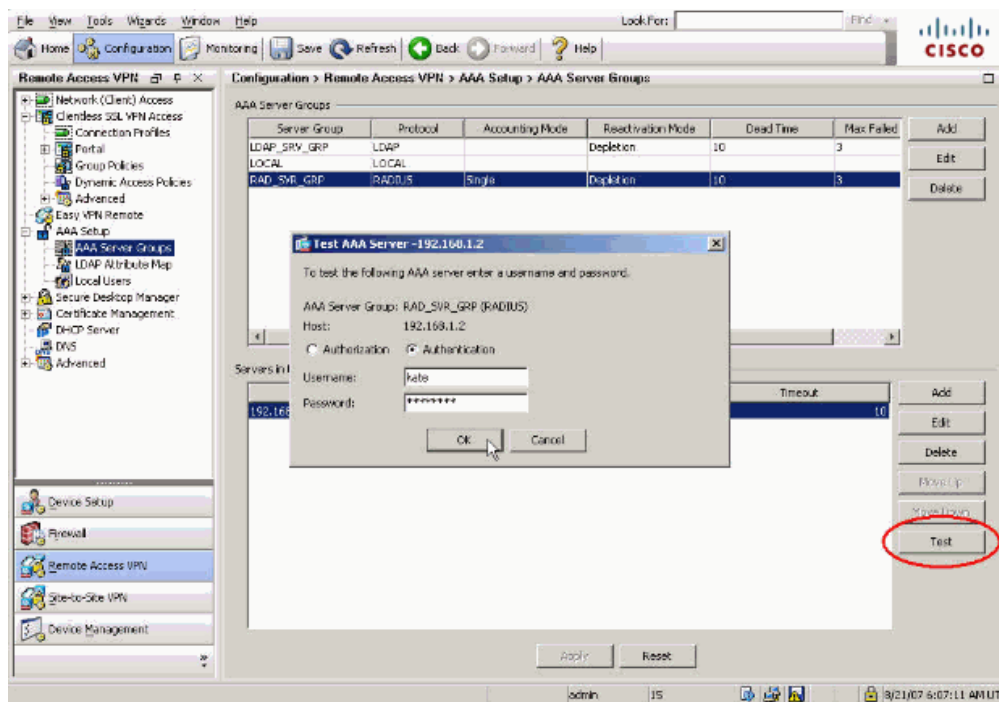 File View Tools Wizards Window Help Look For: Find
Home Configuration Monitoring Save Refresh Back Forward Help
CISCO
Remote Access VPN
Network (Client) Access
Clientless SSL VPN Access
Connection Profiles
Portal
Group Policies
Dynamic Access Policies
Advanced
Easy VPN Remote
AAA Setup
AAA Server Groups
LDAP Attribute Map
Local Users
Secure Desktop Manager
Certificate Management
DHCP Server
DNS
Advanced
Device Setup
Firewall
Remote Access VPN
Site-to-Site VPN
Device Management
Configuration > Remote Access VPN > AAA Setup > AAA Server Groups
AAA Server Groups
Server Group Protocol Accounting Mode Reactivation Mode Dead Time Max Failed
LDAP_SRV_GRP LDAP Depletion 10 3
LOCAL LOCAL
RAD_SVR_GRP RADIUS Single Depletion 10 3
Add
Edit
Delete
Test AAA Server -192.168.1.2
To test the following AAA server enter a username and password.
AAA Server Group: RAD_SVR_GRP (RADIUS)
Host: 192.168.1.2
Authorization Authentication
Username: kate
Password: ********
OK Cancel
Servers in
Timeout
192.168 10
Add
Edit
Delete
Move Up
Move Down
Test
Apply Reset
admin 15 8/21/07 6:07:11 AM UT